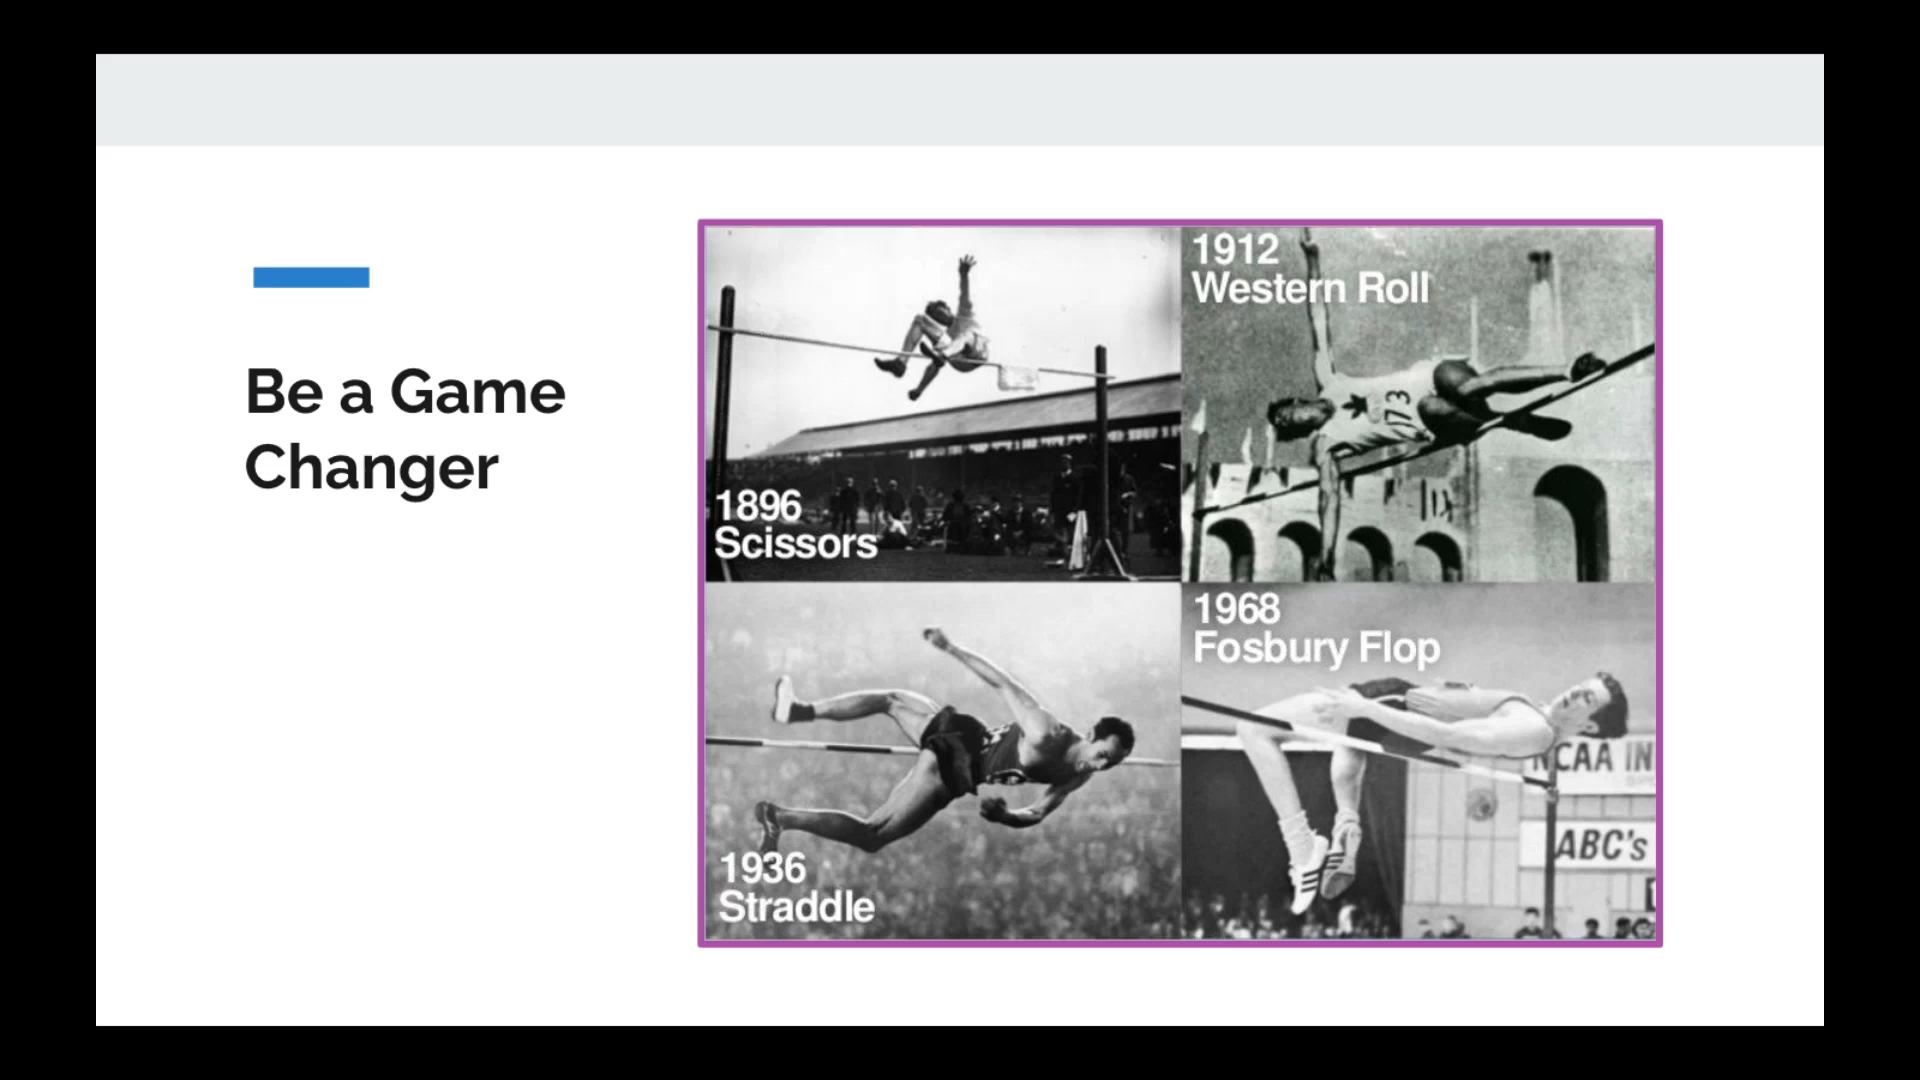 Be a Game
Changer
1896
Scissors
1912
Western Roll
173
1936
Straddle
1968
Fosbury Flop
NCAA IN
ABC's